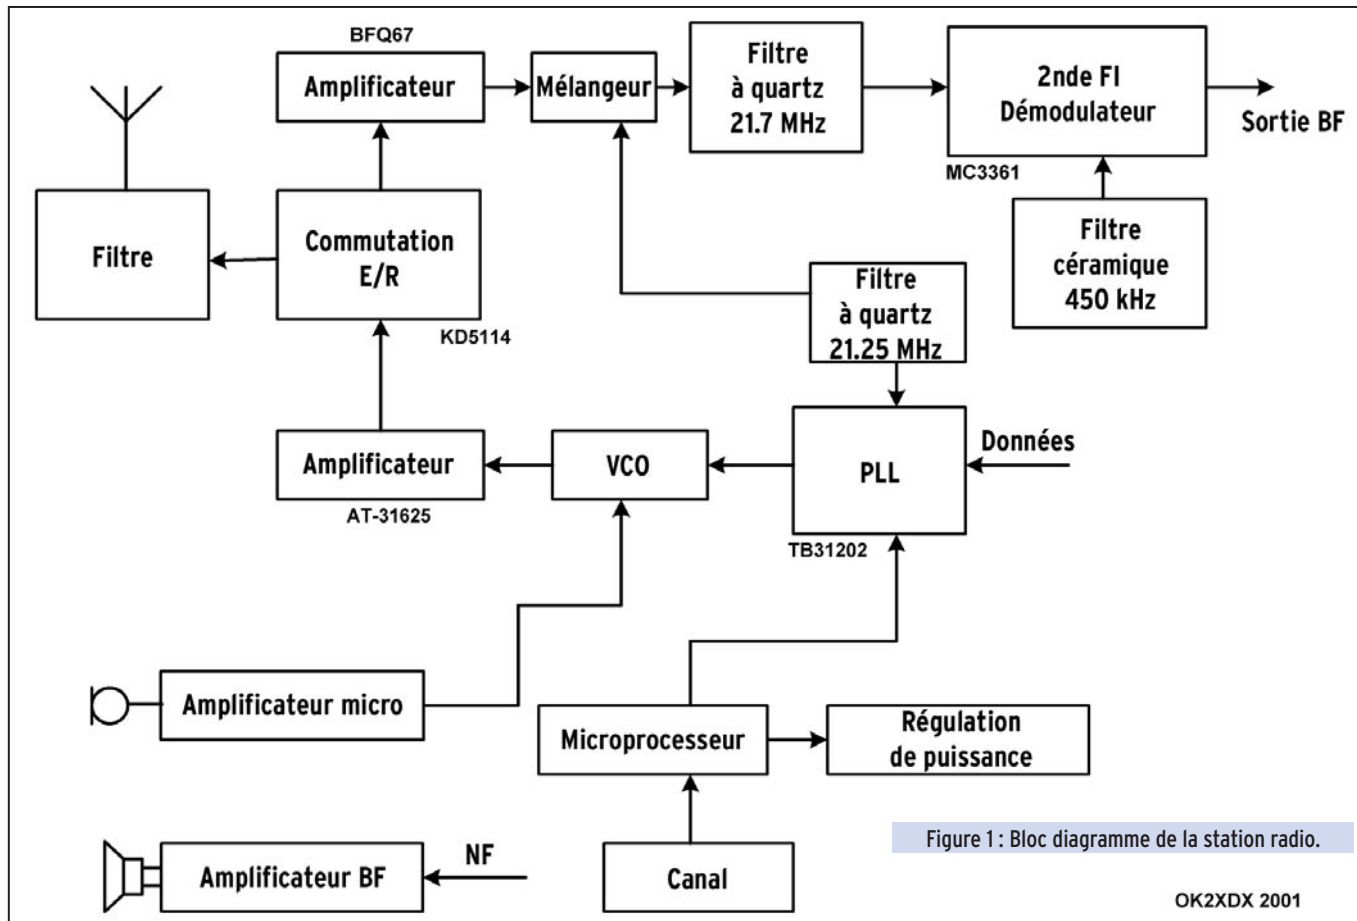 BFQ67
Amplificateur
Mélangeur
Filtre
à quartz
21.7 MHz
2nde FI
Démodulateur
Sortie BF
MC3361
Filtre
Commutation
E/R
KD5114
Filtre
à quartz
21.25 MHz
Filtre
céramique
450 kHz
Amplificateur
AT-31625
VCO
PLL
Données
TB31202
Amplificateur micro
Microprocesseur
Régulation
de puissance
Amplificateur BF
NF
Canal
Figure 1 : Bloc diagramme de la station radio.
OK2XDX 2001